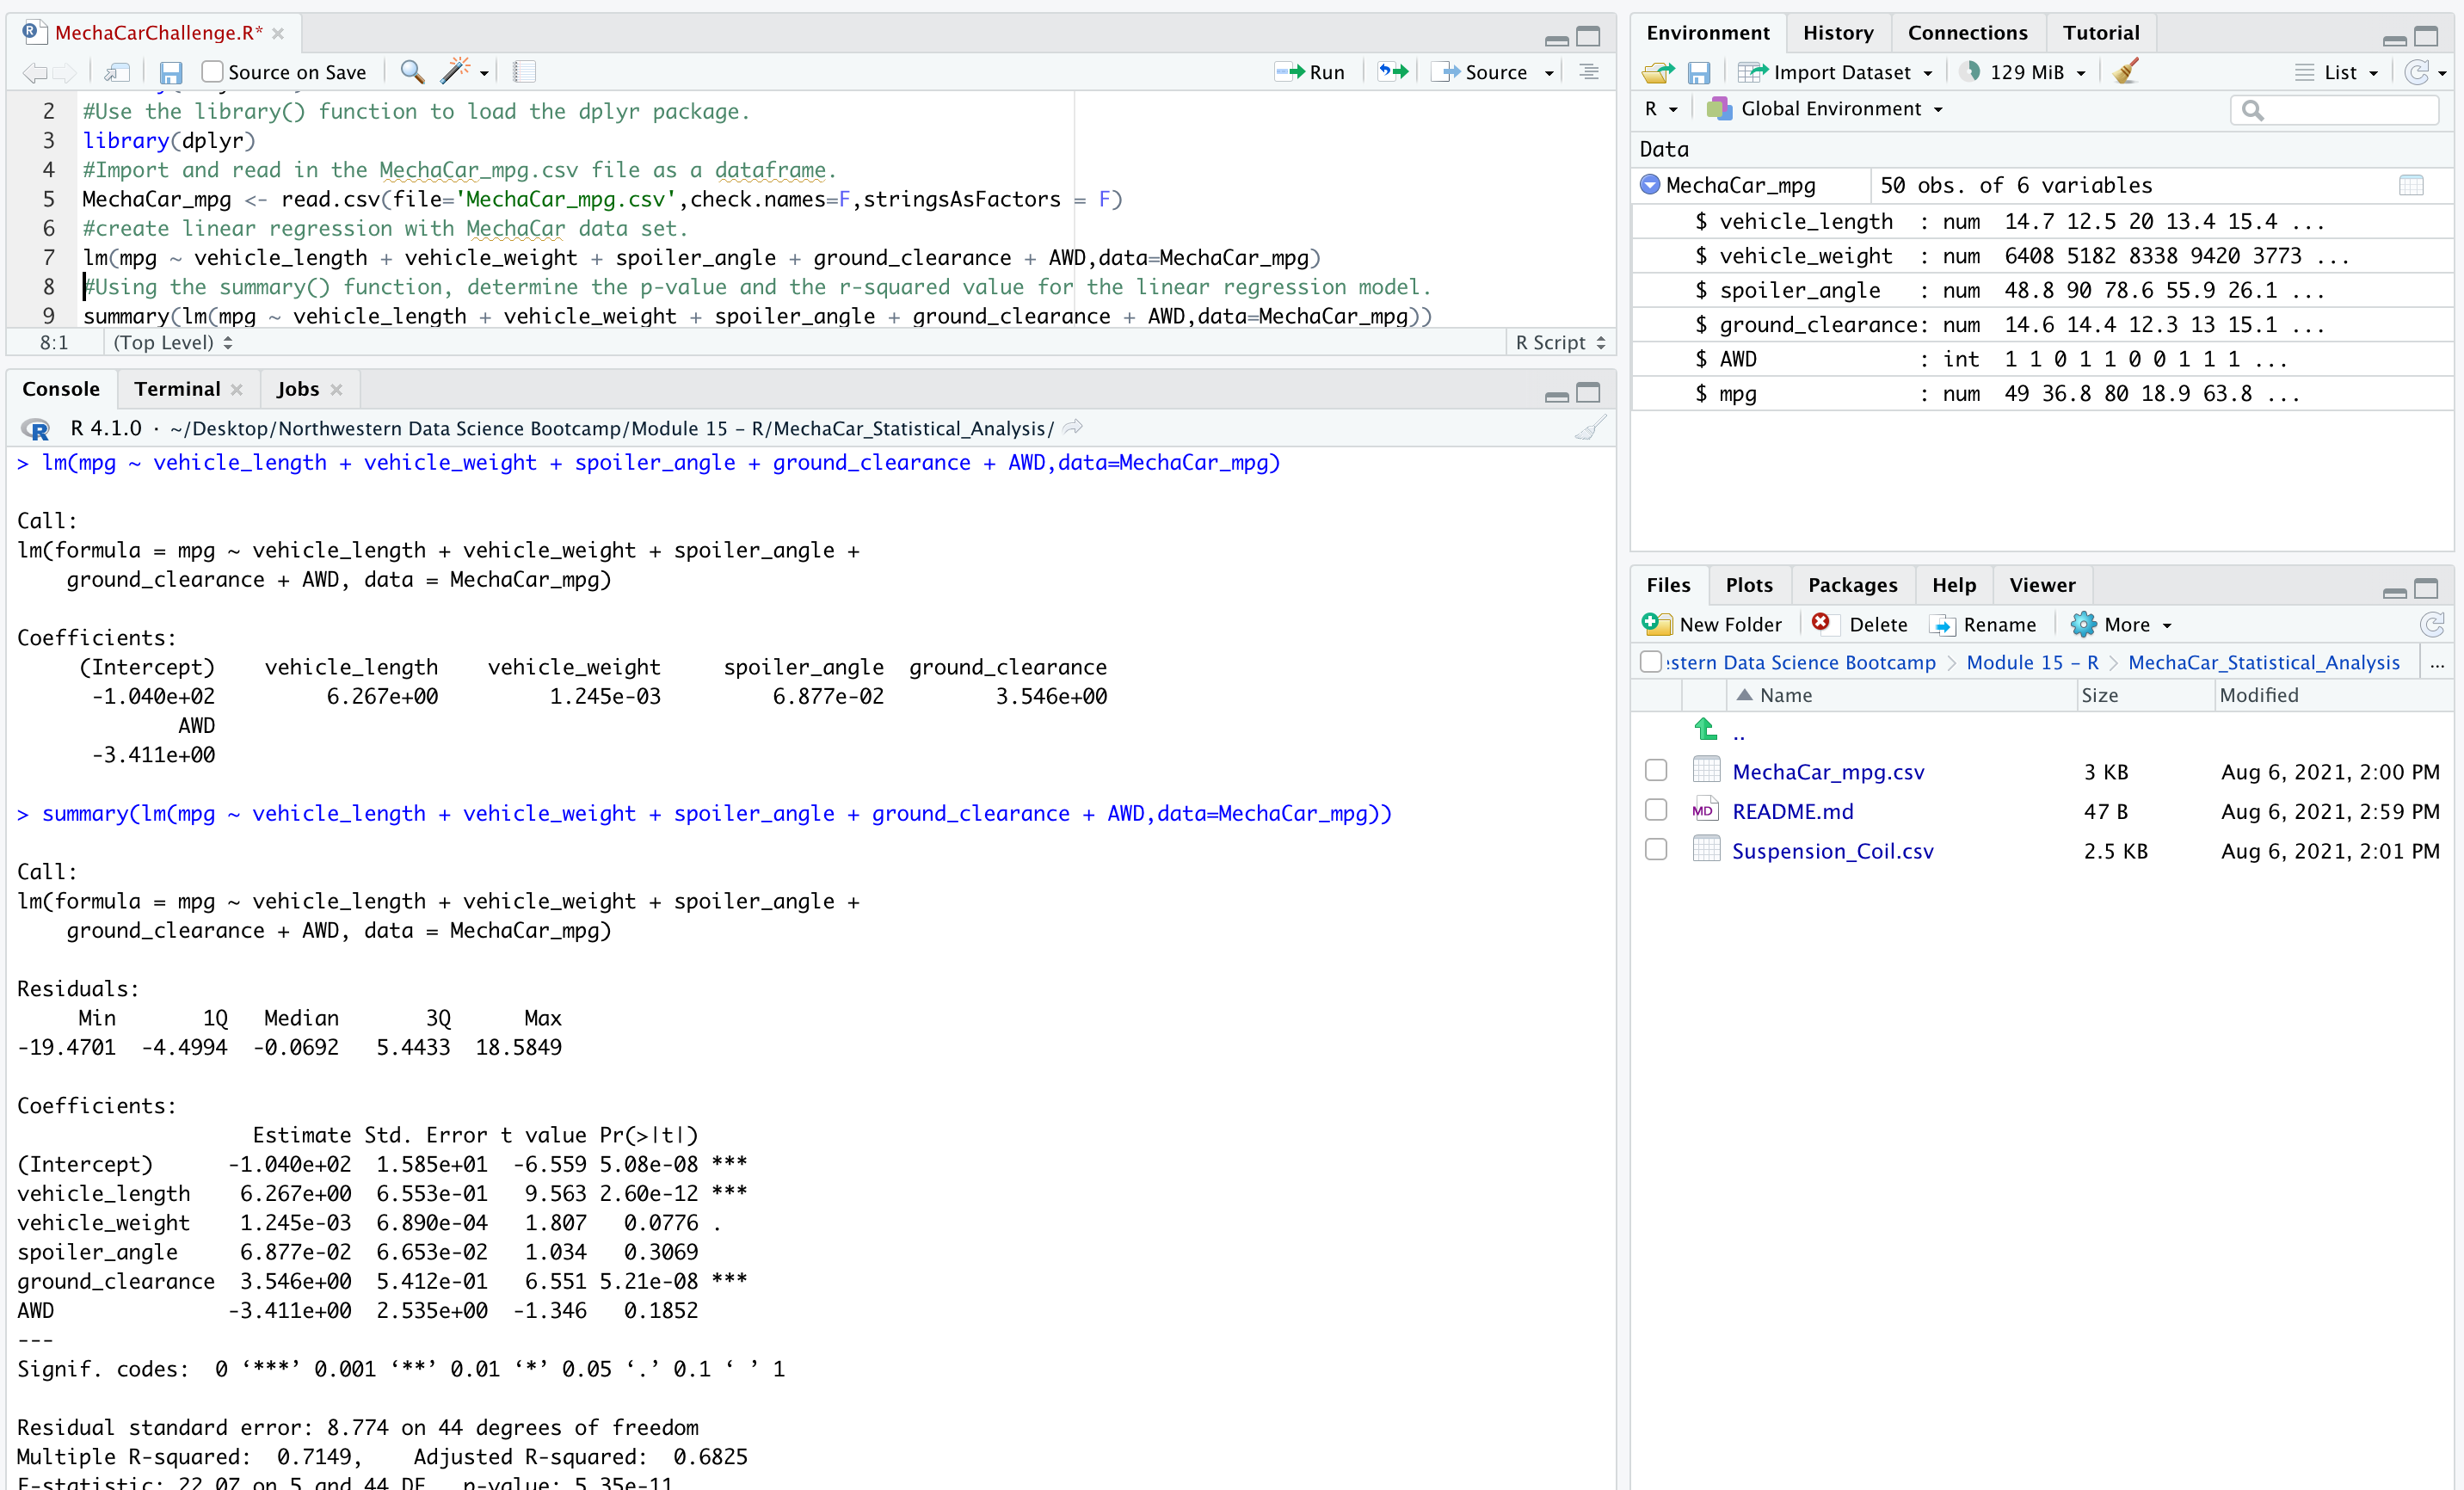 MechaCarChallenge.R*
Source on Save
Run
Source
2 #Use the library() function to load the dplyr package.
3 library(dplyr)
4 #Import and read in the MechaCar_mpg.csv file as a dataframe.
5 MechaCar_mpg <- read.csv(file='MechaCar_mpg.csv',check.names=F,stringsAsFactors = F)
6 #create linear regression with MechaCar data set.
7 lm(mpg ~ vehicle_length + vehicle_weight + spoiler_angle + ground_clearance + AWD,data=MechaCar_mpg)
8 #Using the summary() function, determine the p-value and the r-squared value for the linear regression model.
9 summary(lm(mpg ~ vehicle_length + vehicle_weight + spoiler_angle + ground_clearance + AWD,data=MechaCar_mpg))
8:1 (Top Level) R Script
Console Terminal Jobs
R 4.1.0 · ~/Desktop/Northwestern Data Science Bootcamp/Module 15 – R/MechaCar_Statistical_Analysis/
> lm(mpg ~ vehicle_length + vehicle_weight + spoiler_angle + ground_clearance + AWD,data=MechaCar_mpg)
Call:
lm(formula = mpg ~ vehicle_length + vehicle_weight + spoiler_angle +
ground_clearance + AWD, data = MechaCar_mpg)
Coefficients:
(Intercept) vehicle_length vehicle_weight spoiler_angle ground_clearance
-1.040e+02 6.267e+00 1.245e-03 6.877e-02 3.546e+00
AWD
-3.411e+00
> summary(lm(mpg ~ vehicle_length + vehicle_weight + spoiler_angle + ground_clearance + AWD,data=MechaCar_mpg))
Call:
lm(formula = mpg ~ vehicle_length + vehicle_weight + spoiler_angle +
ground_clearance + AWD, data = MechaCar_mpg)
Residuals:
Min 1Q Median 3Q Max
-19.4701 -4.4994 -0.0692 5.4433 18.5849
Coefficients:
Estimate Std. Error t value Pr(>|t|)
(Intercept) -1.040e+02 1.585e+01 -6.559 5.08e-08 ***
vehicle_length 6.267e+00 6.553e-01 9.563 2.60e-12 ***
vehicle_weight 1.245e-03 6.890e-04 1.807 0.0776 .
spoiler_angle 6.877e-02 6.653e-02 1.034 0.3069
ground_clearance 3.546e+00 5.412e-01 6.551 5.21e-08 ***
AWD -3.411e+00 2.535e+00 -1.346 0.1852
---
Signif. codes: 0 ‘***’ 0.001 ‘**’ 0.01 ‘*’ 0.05 ‘.’ 0.1 ‘ ’ 1
Residual standard error: 8.774 on 44 degrees of freedom
Multiple R-squared: 0.7149, Adjusted R-squared: 0.6825
F-statistic: 22.07 on 5 and 44 DF, p-value: 5.35e-11
Environment History Connections Tutorial
Import Dataset 129 MiB List
R Global Environment
Data
MechaCar_mpg 50 obs. of 6 variables
$ vehicle_length : num 14.7 12.5 20 13.4 15.4 ...
$ vehicle_weight : num 6408 5182 8338 9420 3773 ...
$ spoiler_angle : num 48.8 90 78.6 55.9 26.1 ...
$ ground_clearance: num 14.6 14.4 12.3 13 15.1 ...
$ AWD : int 1 1 0 1 1 0 0 1 1 1 ...
$ mpg : num 49 36.8 80 18.9 63.8 ...
Files Plots Packages Help Viewer
New Folder Delete Rename More
stern Data Science Bootcamp > Module 15 – R > MechaCar_Statistical_Analysis ...
Name Size Modified
..
MechaCar_mpg.csv 3 KB Aug 6, 2021, 2:00 PM
MD README.md 47 B Aug 6, 2021, 2:59 PM
Suspension_Coil.csv 2.5 KB Aug 6, 2021, 2:01 PM